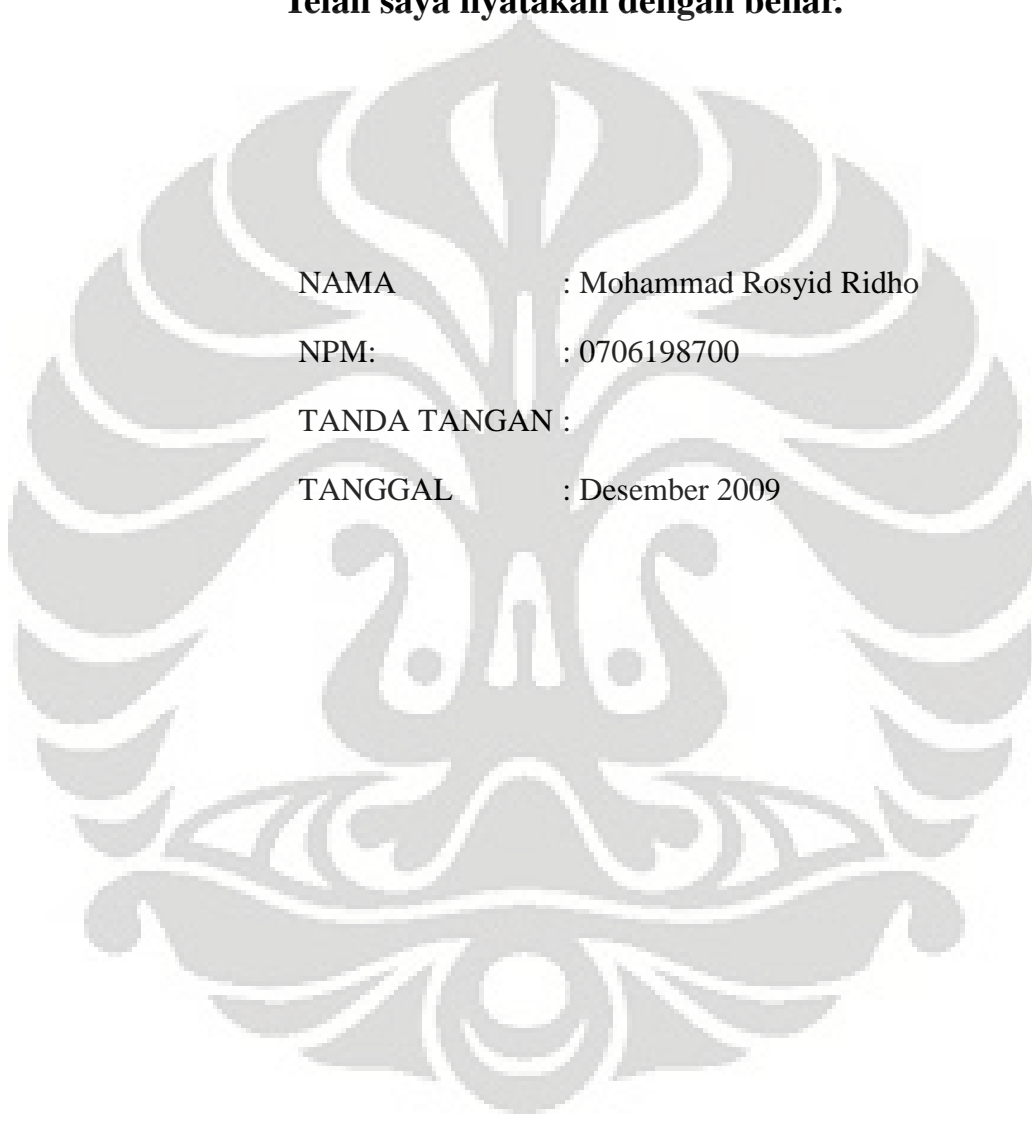 Telah saya nyatakan dengan benar.
NAMA : Mohammad Rosyid Ridho
NPM: : 0706198700
TANDA TANGAN :
TANGGAL : Desember 2009